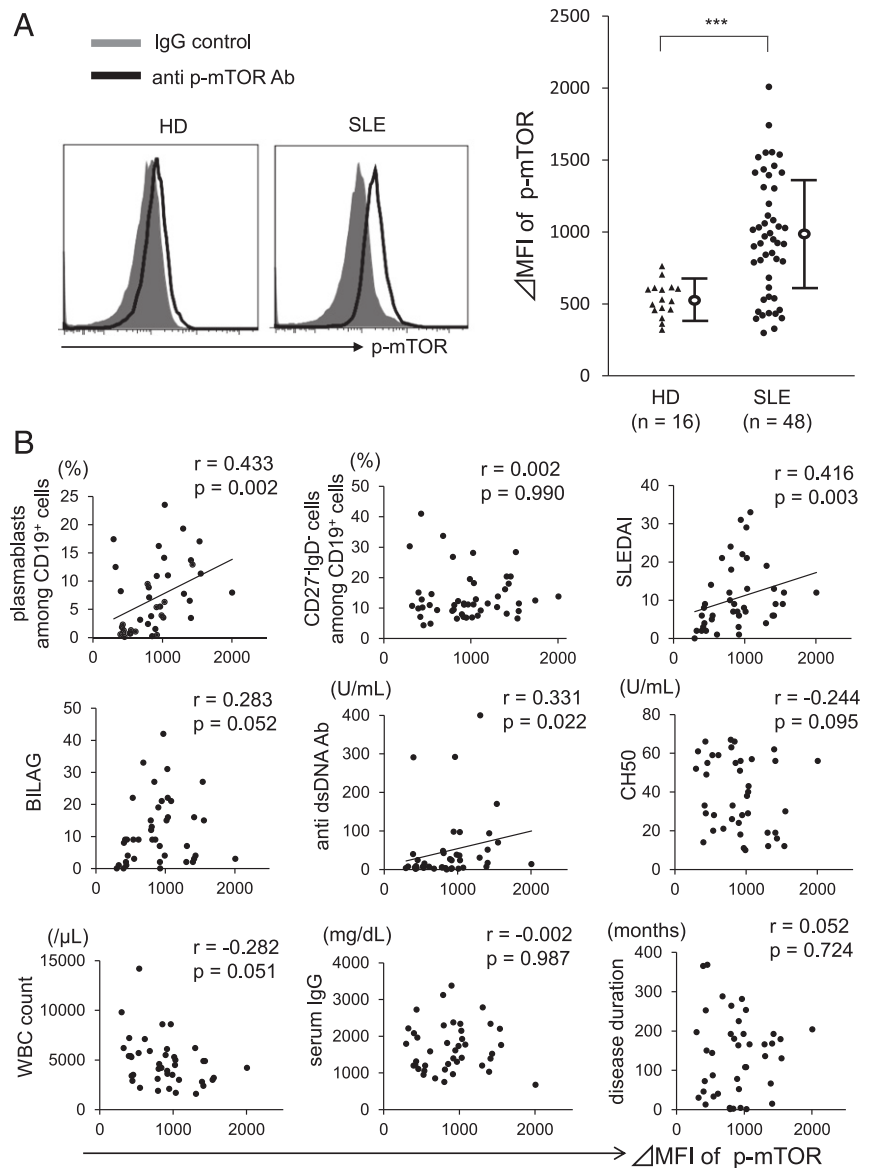 A
IgG control
anti p-mTOR Ab
HD
SLE
p-mTOR
⊿MFI of p-mTOR
2500
2000
1500
1000
500
0
***
HD
(n = 16)
SLE
(n = 48)
B
(%)
r = 0.433
p = 0.002
plasmablasts
among CD19⁺ cells
25
20
15
10
5
0
0
1000
2000
(%)
r = 0.002
p = 0.990
CD27⁻IgD⁻ cells
among CD19⁺ cells
50
40
30
20
10
0
0
1000
2000
r = 0.416
p = 0.003
SLEDAI
40
30
20
10
0
0
1000
2000
r = 0.283
p = 0.052
BILAG
50
40
30
20
10
0
0
1000
2000
(U/mL)
r = 0.331
p = 0.022
anti dsDNA Ab
400
300
200
100
0
0
1000
2000
(U/mL)
r = -0.244
p = 0.095
CH50
80
60
40
20
0
0
1000
2000
(/µL)
r = -0.282
p = 0.051
WBC count
15000
10000
5000
0
0
1000
2000
(mg/dL)
r = -0.002
p = 0.987
serum IgG
4000
3000
2000
1000
0
0
1000
2000
(months)
r = 0.052
p = 0.724
disease duration
400
300
200
100
0
0
1000
2000
⊿MFI of p-mTOR